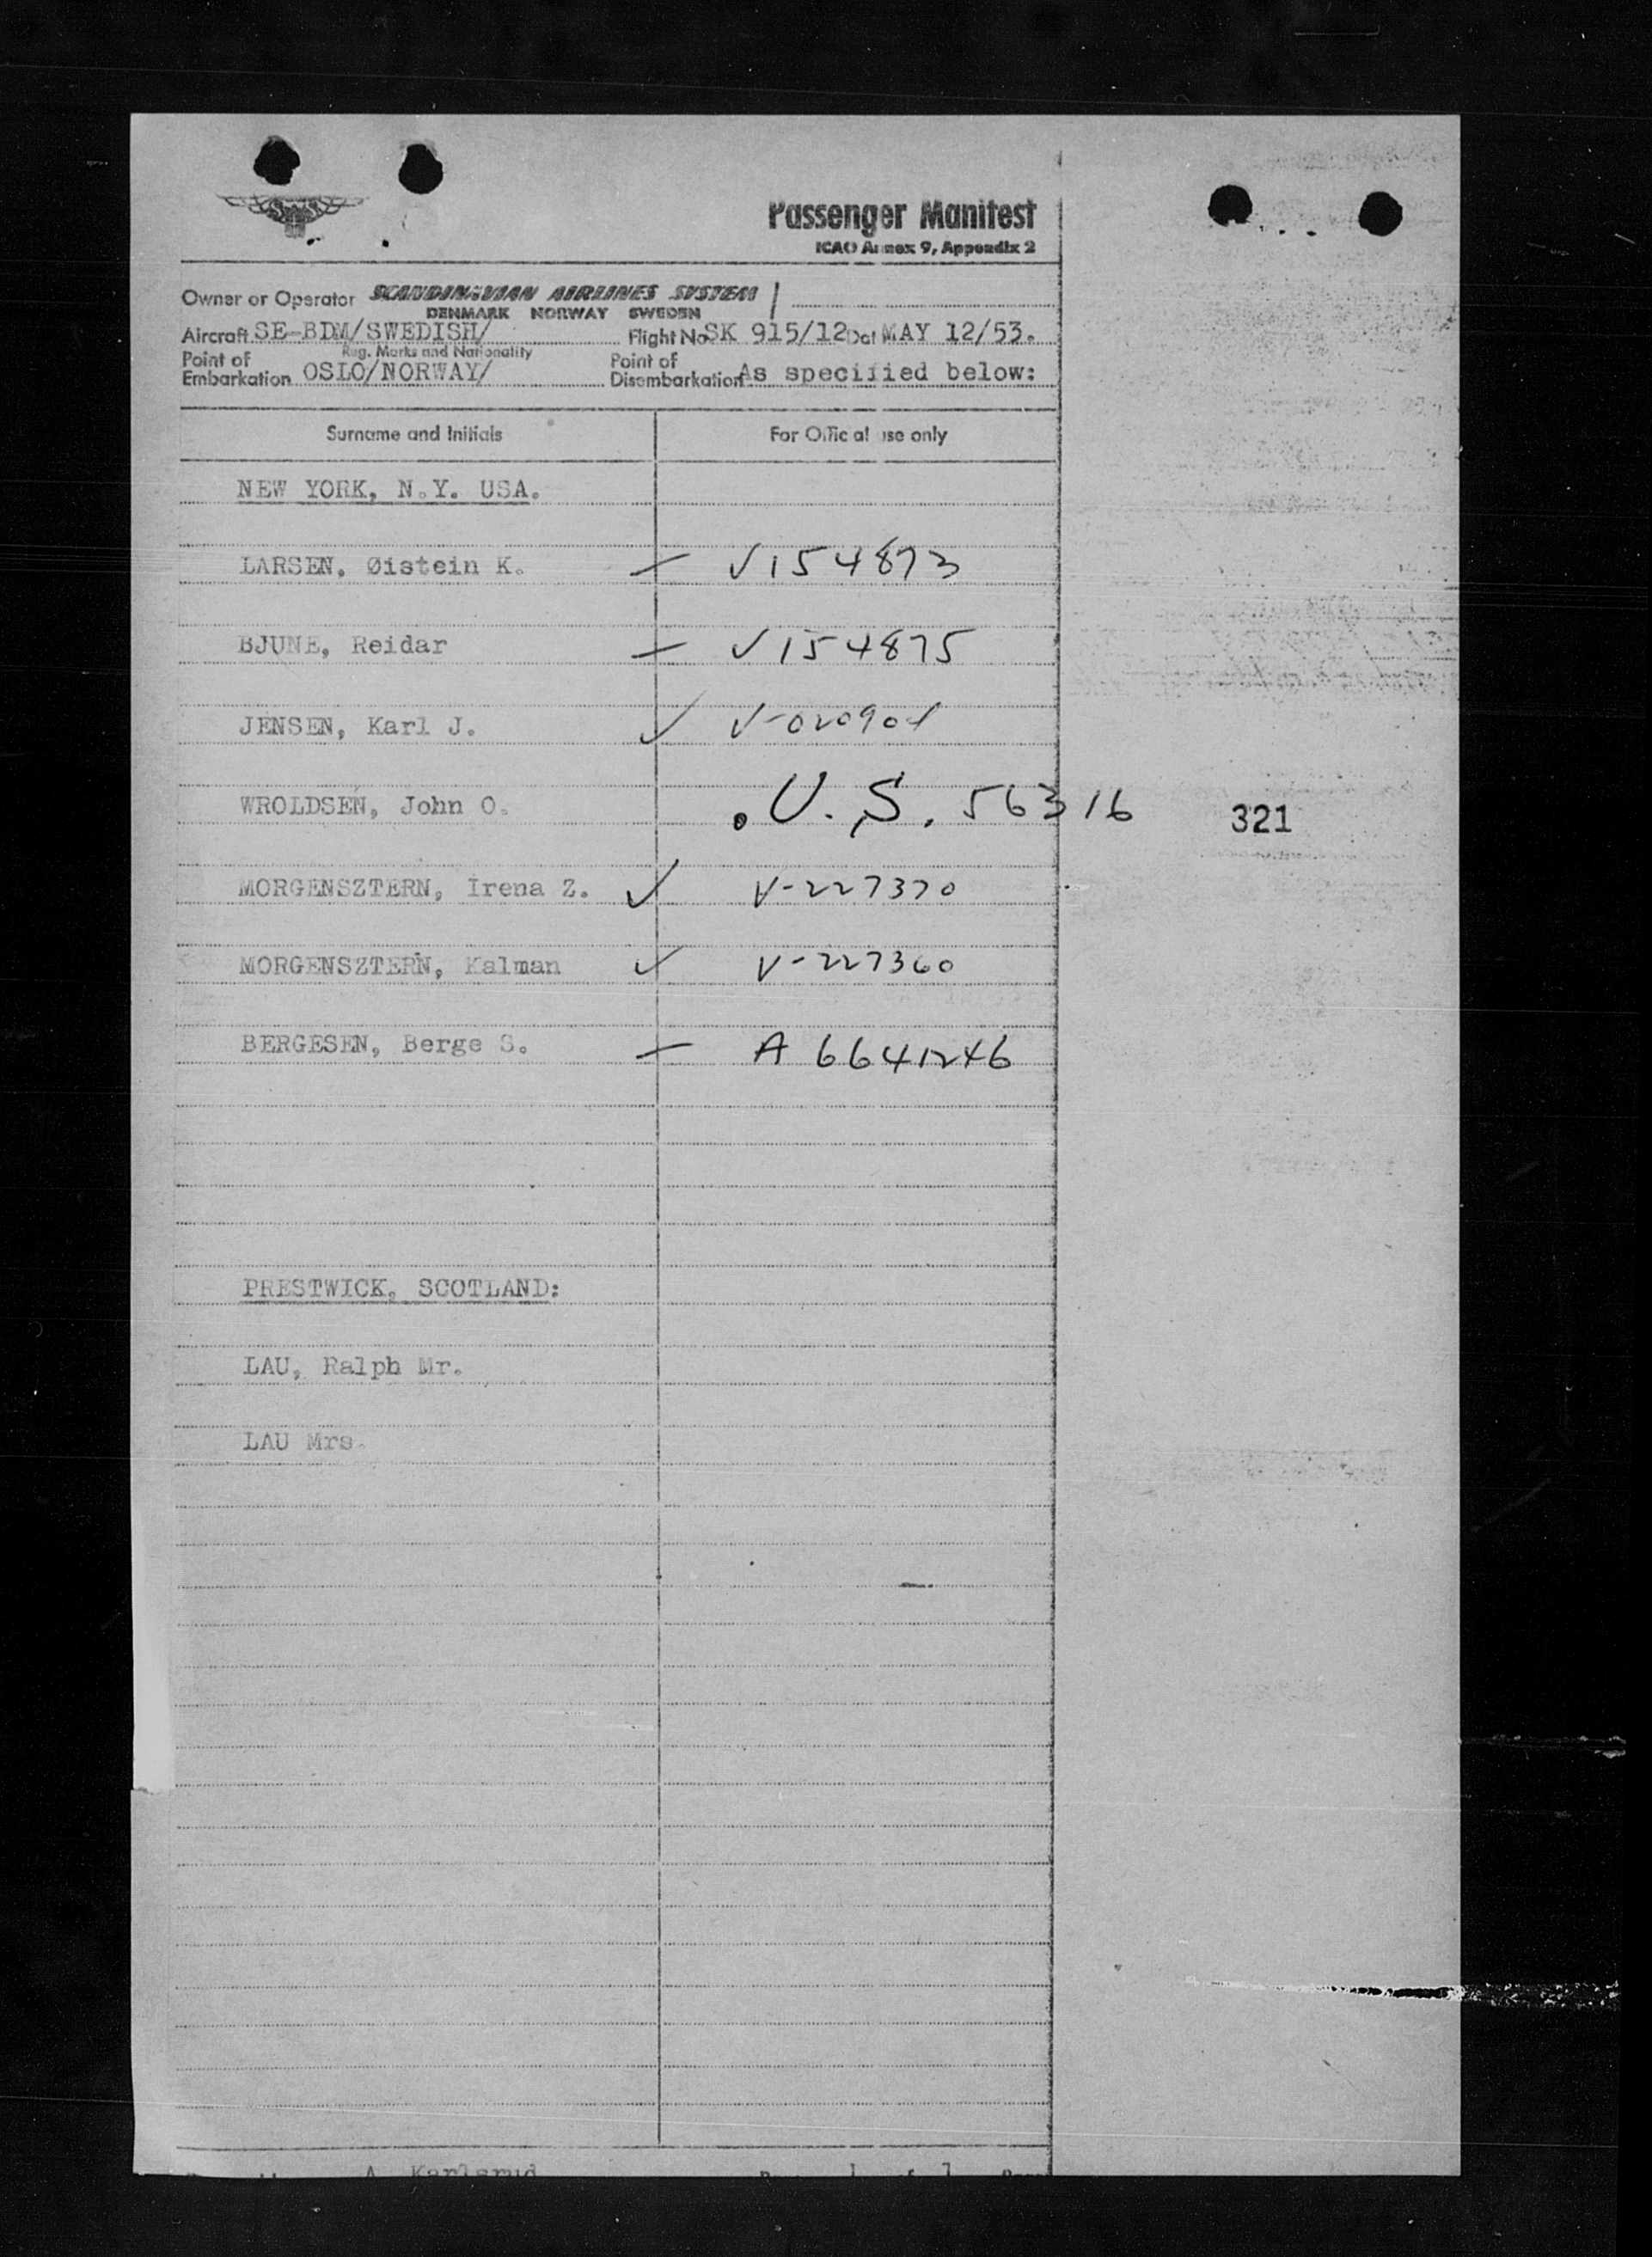 Passenger Manifest
ICAO Annex 9, Appendix 2
Owner or Operator SCANDINAVIAN AIRLINES SYSTEM
DENMARK NORWAY SWEDEN
Aircraft SE-BDM/SWEDISH/ Flight No SK 915/12 Dat MAY 12/53.
Reg. Marks and Nationality
Point of Embarkation OSLO/NORWAY/ Point of Disembarkation As specified below:
Surname and Initials For Official use only
NEW YORK, N.Y. USA.
LARSEN, Øistein K. — V154873
BJUNE, Reidar — V154875
JENSEN, Karl J. ✓ V-020904
WROLDSEN, John O. . U.S. 56316 321
MORGENSZTERN, Irena Z. ✓ V-227370
MORGENSZTERN, Kalman ✓ V-227360
BERGESEN, Berge S. — A 6641246
PRESTWICK, SCOTLAND:
LAU, Ralph Mr.
LAU Mrs.
A. Karlsrud